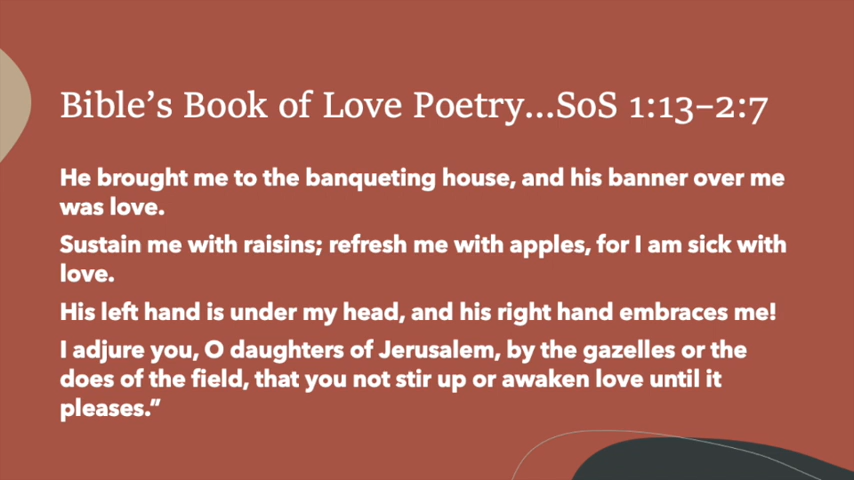 Bible’s Book of Love Poetry...SoS 1:13–2:7
He brought me to the banqueting house, and his banner over me
was love.
Sustain me with raisins; refresh me with apples, for I am sick with
love.
His left hand is under my head, and his right hand embraces me!
I adjure you, O daughters of Jerusalem, by the gazelles or the
does of the field, that you not stir up or awaken love until it
pleases.”